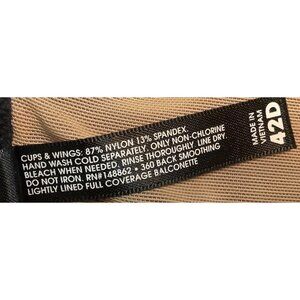 CUPS & WINGS: 87% NYLON 13% SPANDEX
HAND WASH COLD SEPARATELY. ONLY NON-CHLORINE
BLEACH WHEN NEEDED. RINSE THOROUGHLY LINE DRY.
DO NOT IRON. RN#148862 • 360 BACK SMOOTHING
LIGHTLY LINED FULL COVERAGE BALCONETTE
MADE IN
VIETNAM
42D